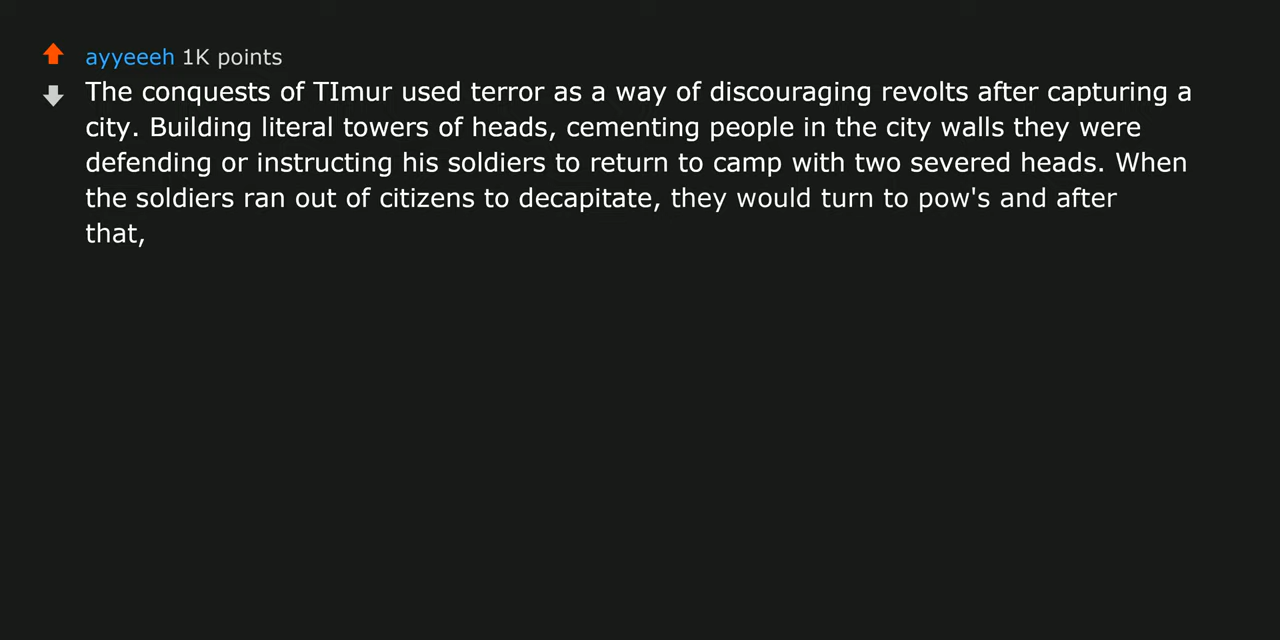 ayyeeeh 1K points
The conquests of TImur used terror as a way of discouraging revolts after capturing a
city. Building literal towers of heads, cementing people in the city walls they were
defending or instructing his soldiers to return to camp with two severed heads. When
the soldiers ran out of citizens to decapitate, they would turn to pow's and after
that,